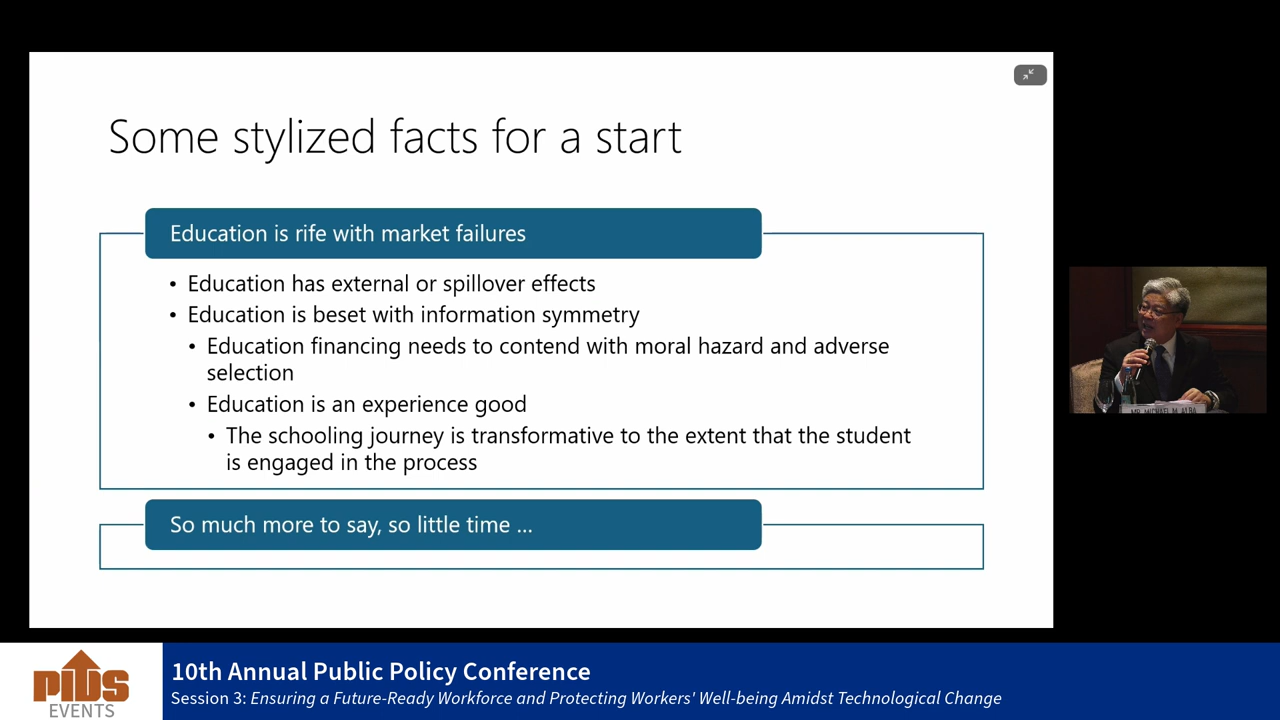 Some stylized facts for a start
Education is rife with market failures
• Education has external or spillover effects
• Education is beset with information symmetry
• Education financing needs to contend with moral hazard and adverse
selection
• Education is an experience good
• The schooling journey is transformative to the extent that the student
is engaged in the process
So much more to say, so little time ...
MR. MICHAEL M. ALBA
PIDS
EVENTS
10th Annual Public Policy Conference
Session 3: Ensuring a Future-Ready Workforce and Protecting Workers' Well-being Amidst Technological Change